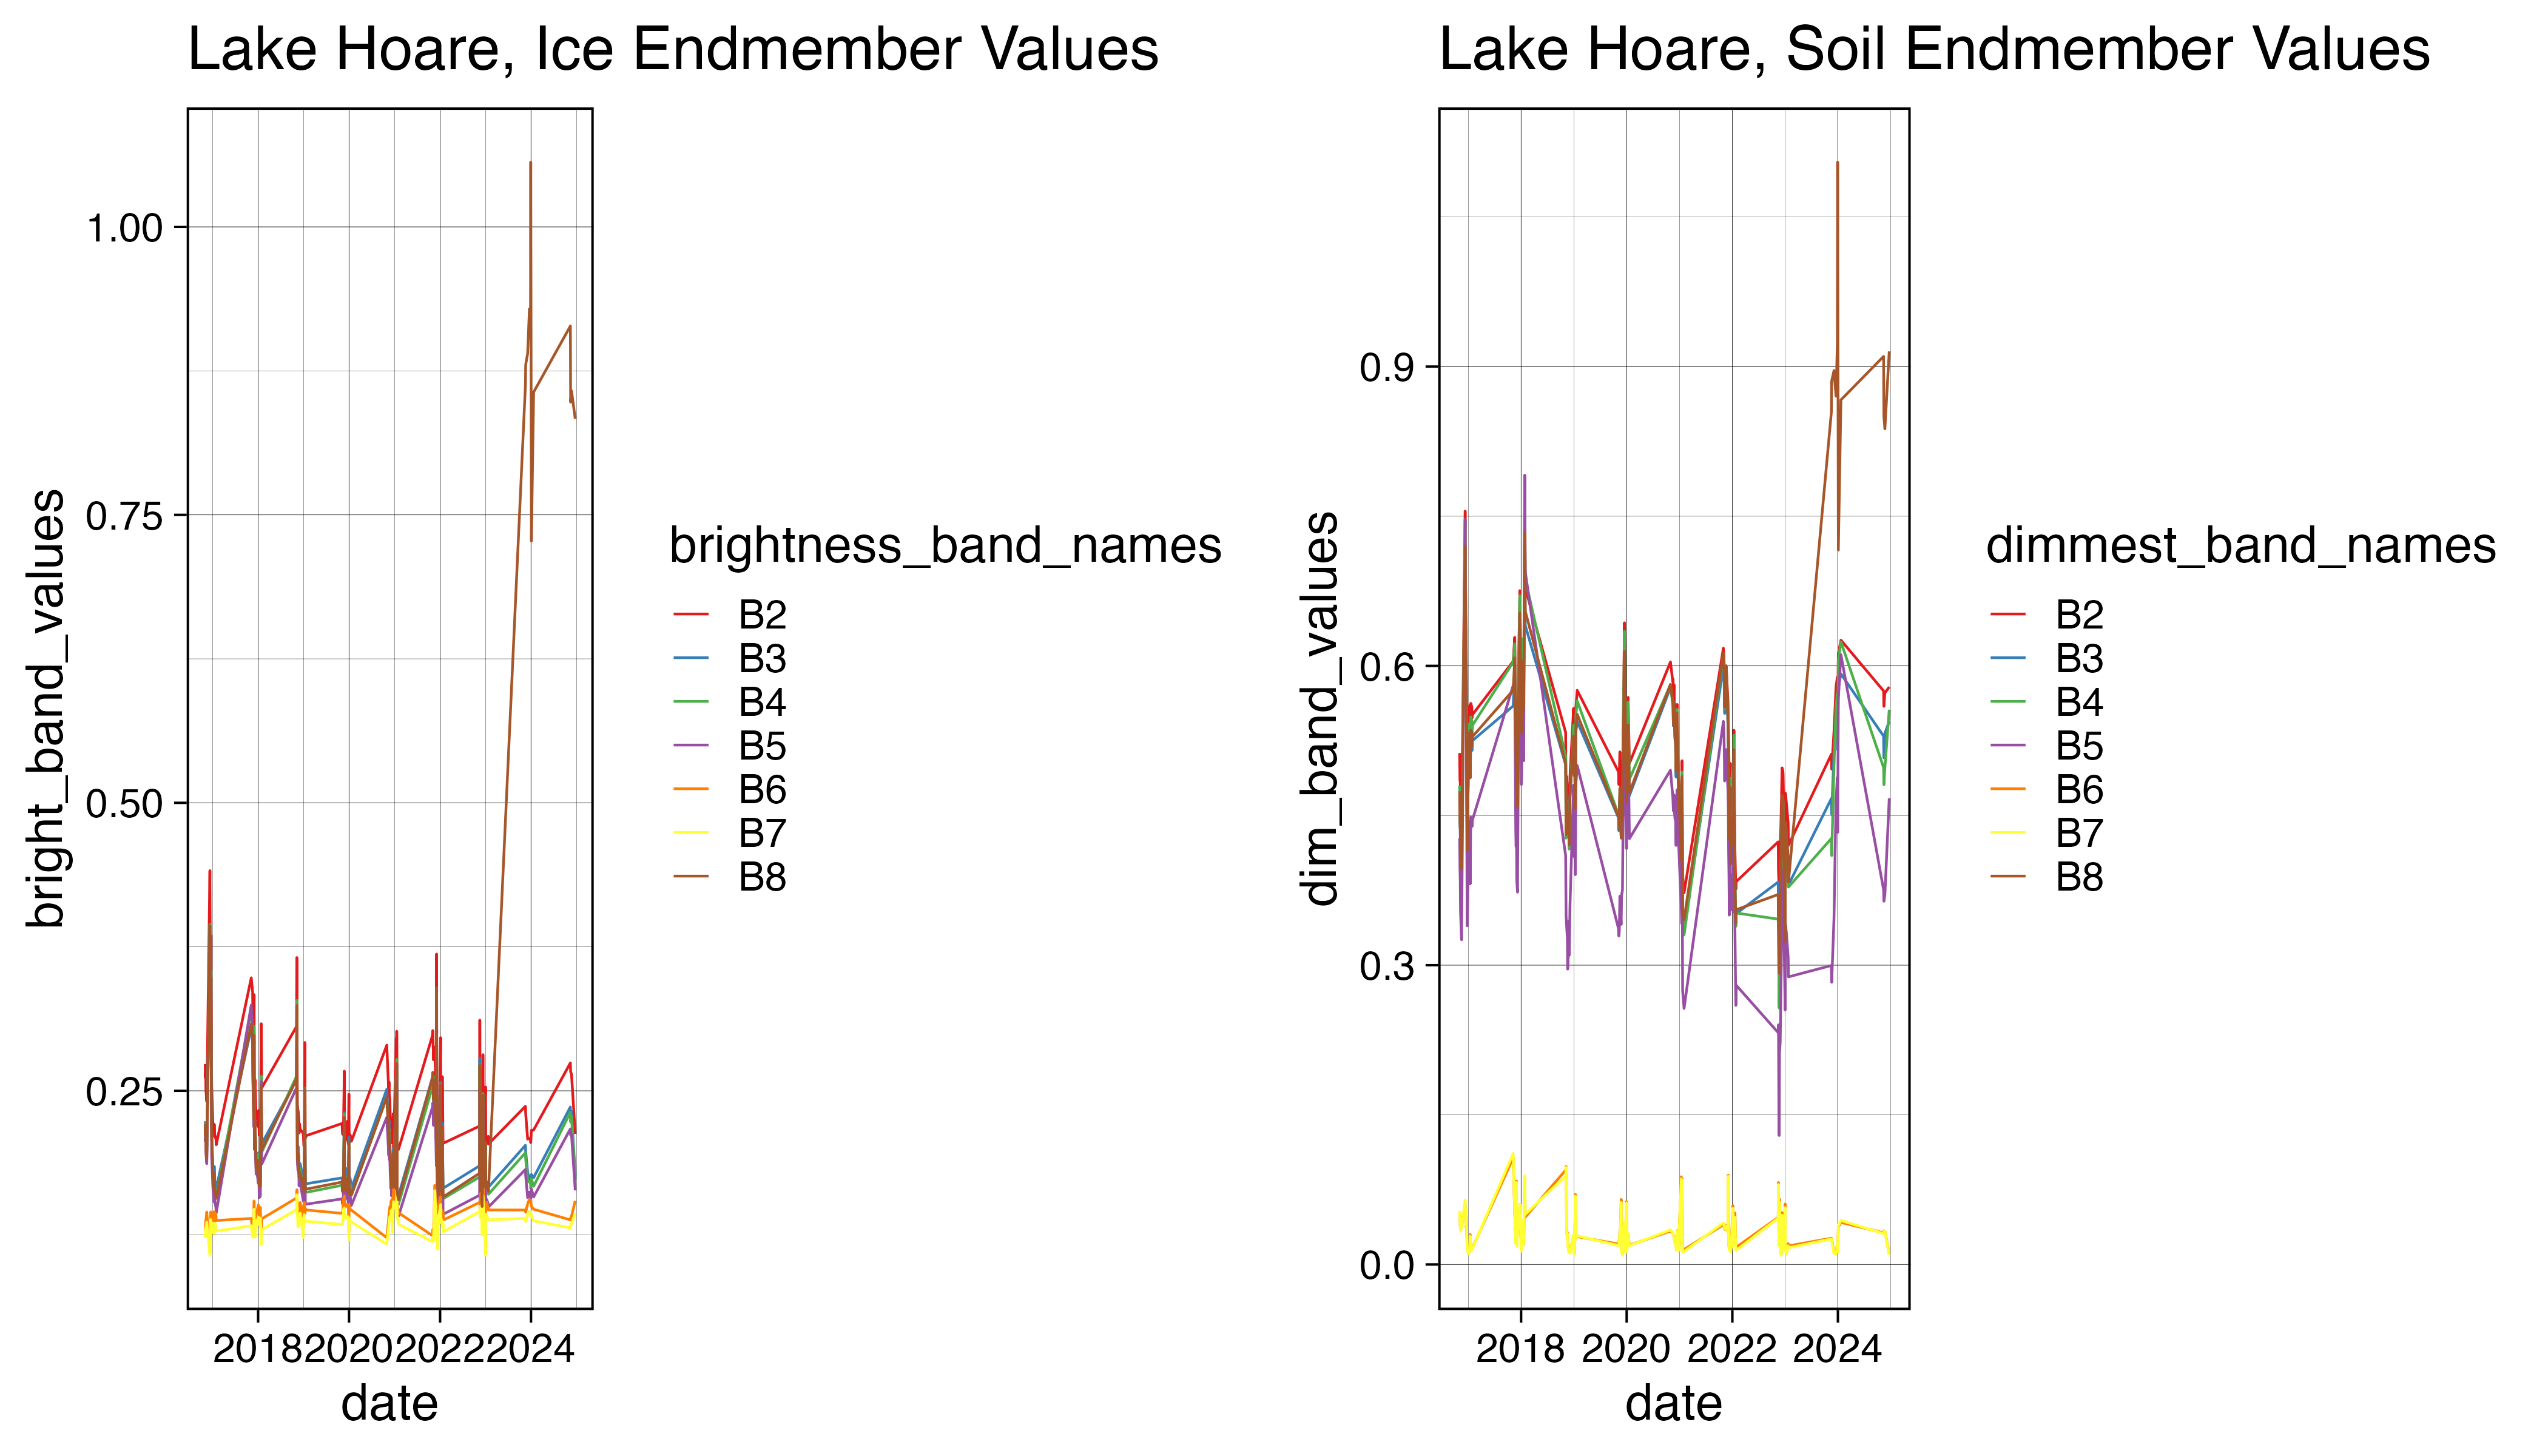 Lake Hoare, Ice Endmember Values
bright_band_values
1.00
0.75
0.50
0.25
2018 2020 2022 2024
date
brightness_band_names
B2
B3
B4
B5
B6
B7
B8
Lake Hoare, Soil Endmember Values
dim_band_values
0.9
0.6
0.3
0.0
2018 2020 2022 2024
date
dimmest_band_names
B2
B3
B4
B5
B6
B7
B8